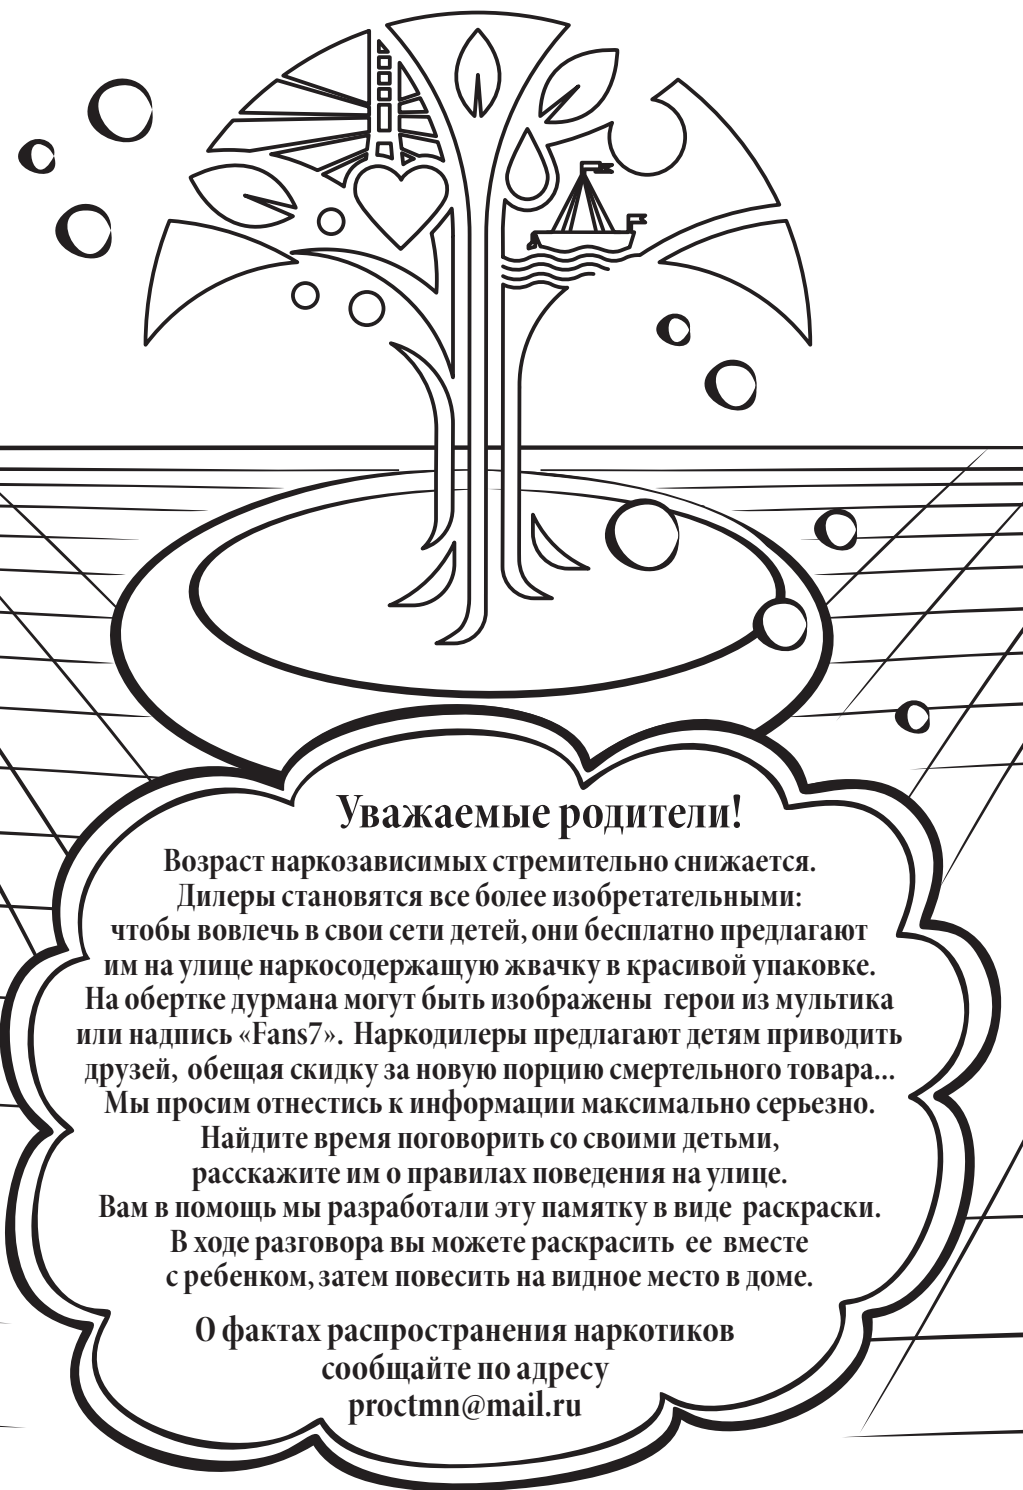 Уважаемые родители!
Возраст наркозависимых стремительно снижается.
Дилеры становятся все более изобретательными:
чтобы вовлечь в свои сети детей, они бесплатно предлагают
им на улице наркосодержащую жвачку в красивой упаковке.
На обертке дурмана могут быть изображены герои из мультика
или надпись «Fans7». Наркодилеры предлагают детям приводить
друзей, обещая скидку за новую порцию смертельного товара...
Мы просим отнестись к информации максимально серьезно.
Найдите время поговорить со своими детьми,
расскажите им о правилах поведения на улице.
Вам в помощь мы разработали эту памятку в виде раскраски.
В ходе разговора вы можете раскрасить ее вместе
с ребенком, затем повесить на видное место в доме.
О фактах распространения наркотиков
сообщайте по адресу
proctmn@mail.ru